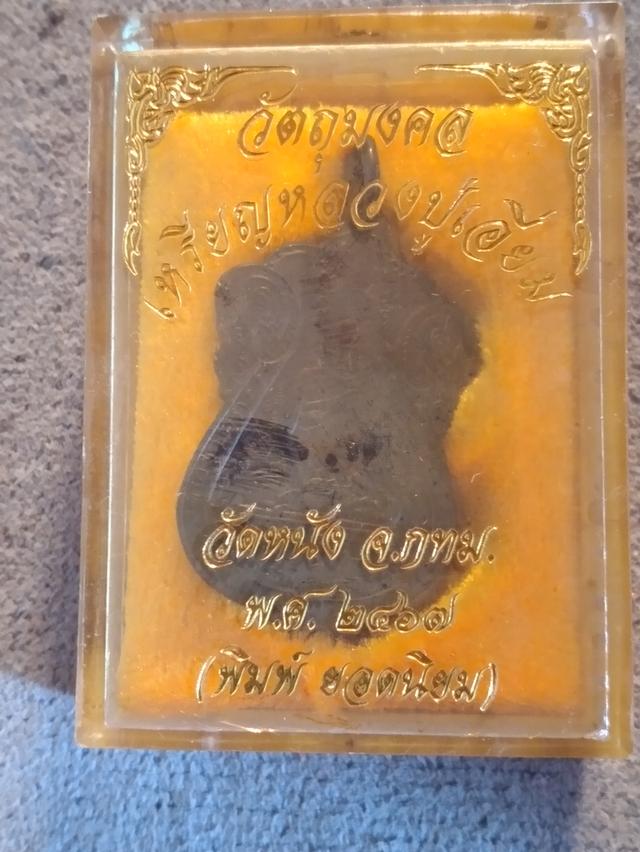 วัตถุมงคล
เหรียญหลวงปู่เอี่ยม
วัดหนัง จ.กทม.
พ.ศ. ๒๔๖๗
(พิมพ์ ยอดนิยม)